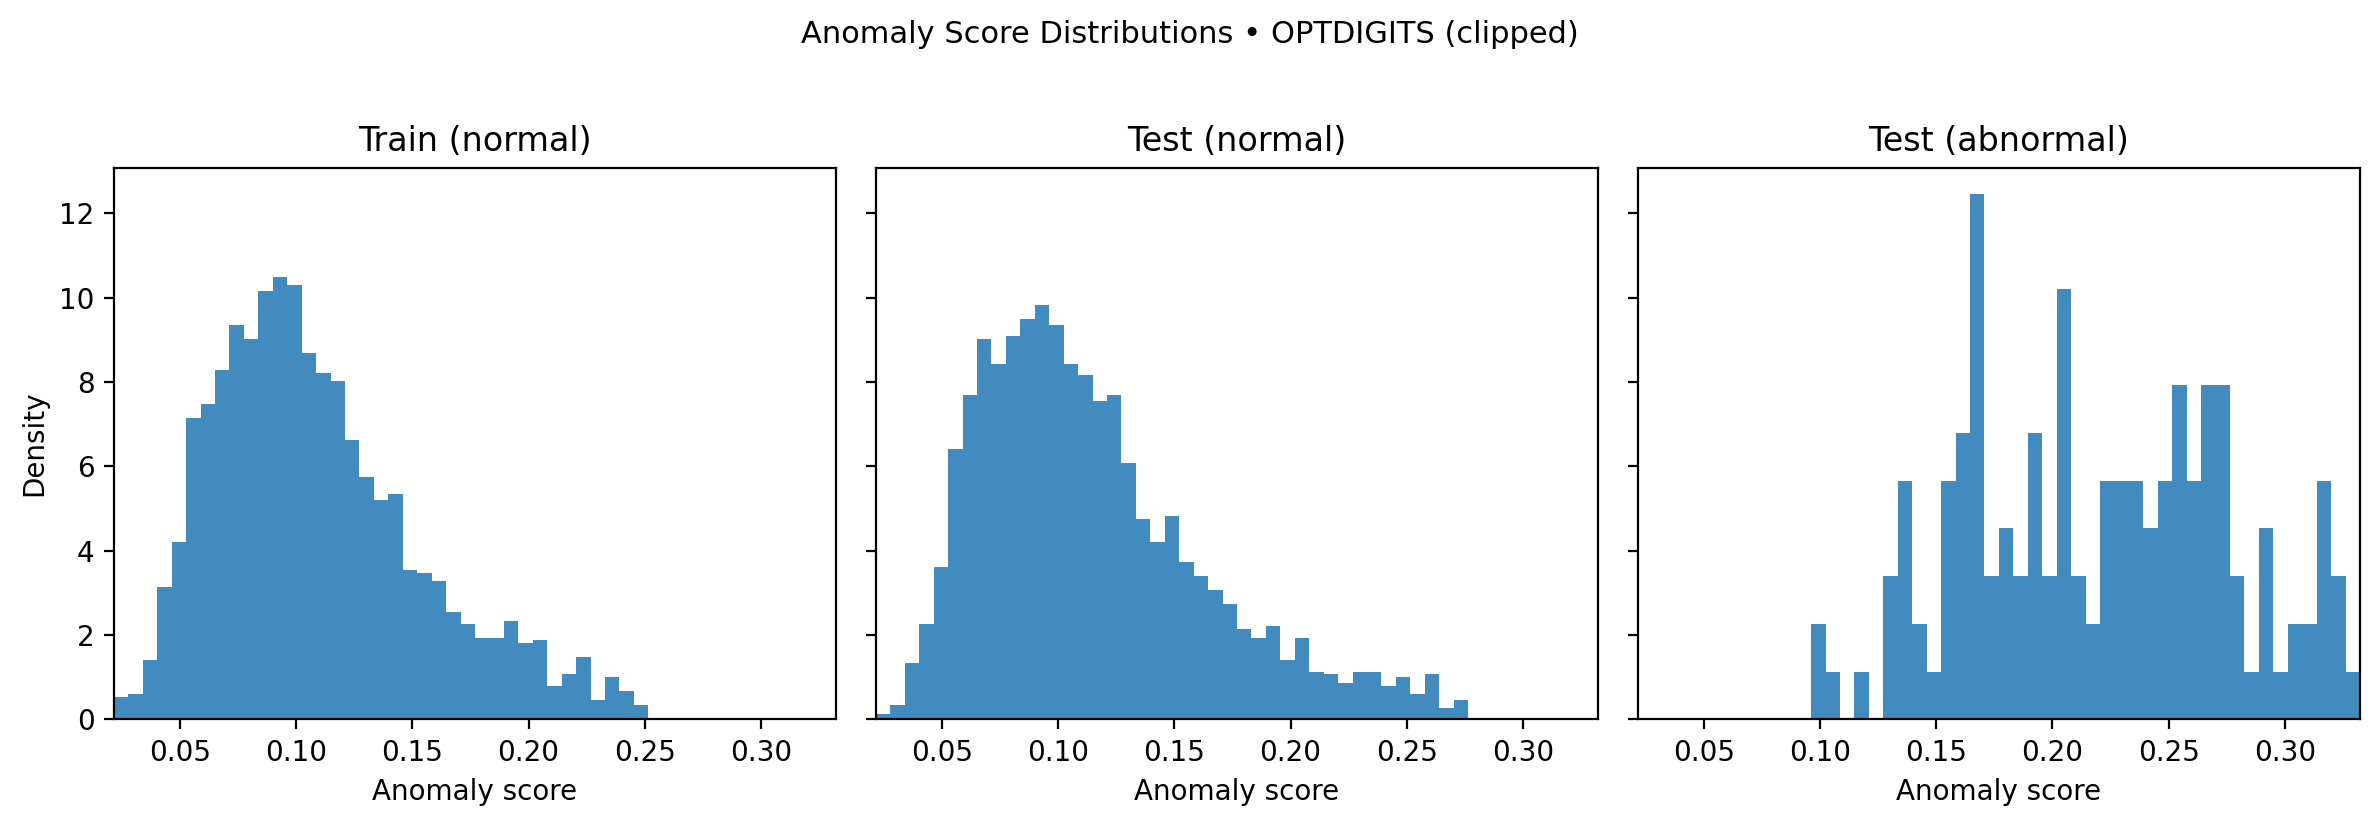 Anomaly Score Distributions • OPTDIGITS (clipped)
Train (normal)
Test (normal)
Test (abnormal)
Density
12
10
8
6
4
2
0
0.05 0.10 0.15 0.20 0.25 0.30
0.05 0.10 0.15 0.20 0.25 0.30
0.05 0.10 0.15 0.20 0.25 0.30
Anomaly score
Anomaly score
Anomaly score